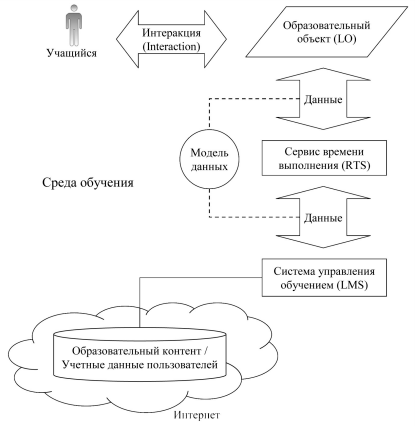 Учащийся
Интеракция
(Interaction)
Образовательный
объект (LO)
Данные
Модель
данных
Сервис времени
выполнения (RTS)
Среда обучения
Данные
Система управления
обучением (LMS)
Образовательный контент /
Учетные данные пользователей
Интернет